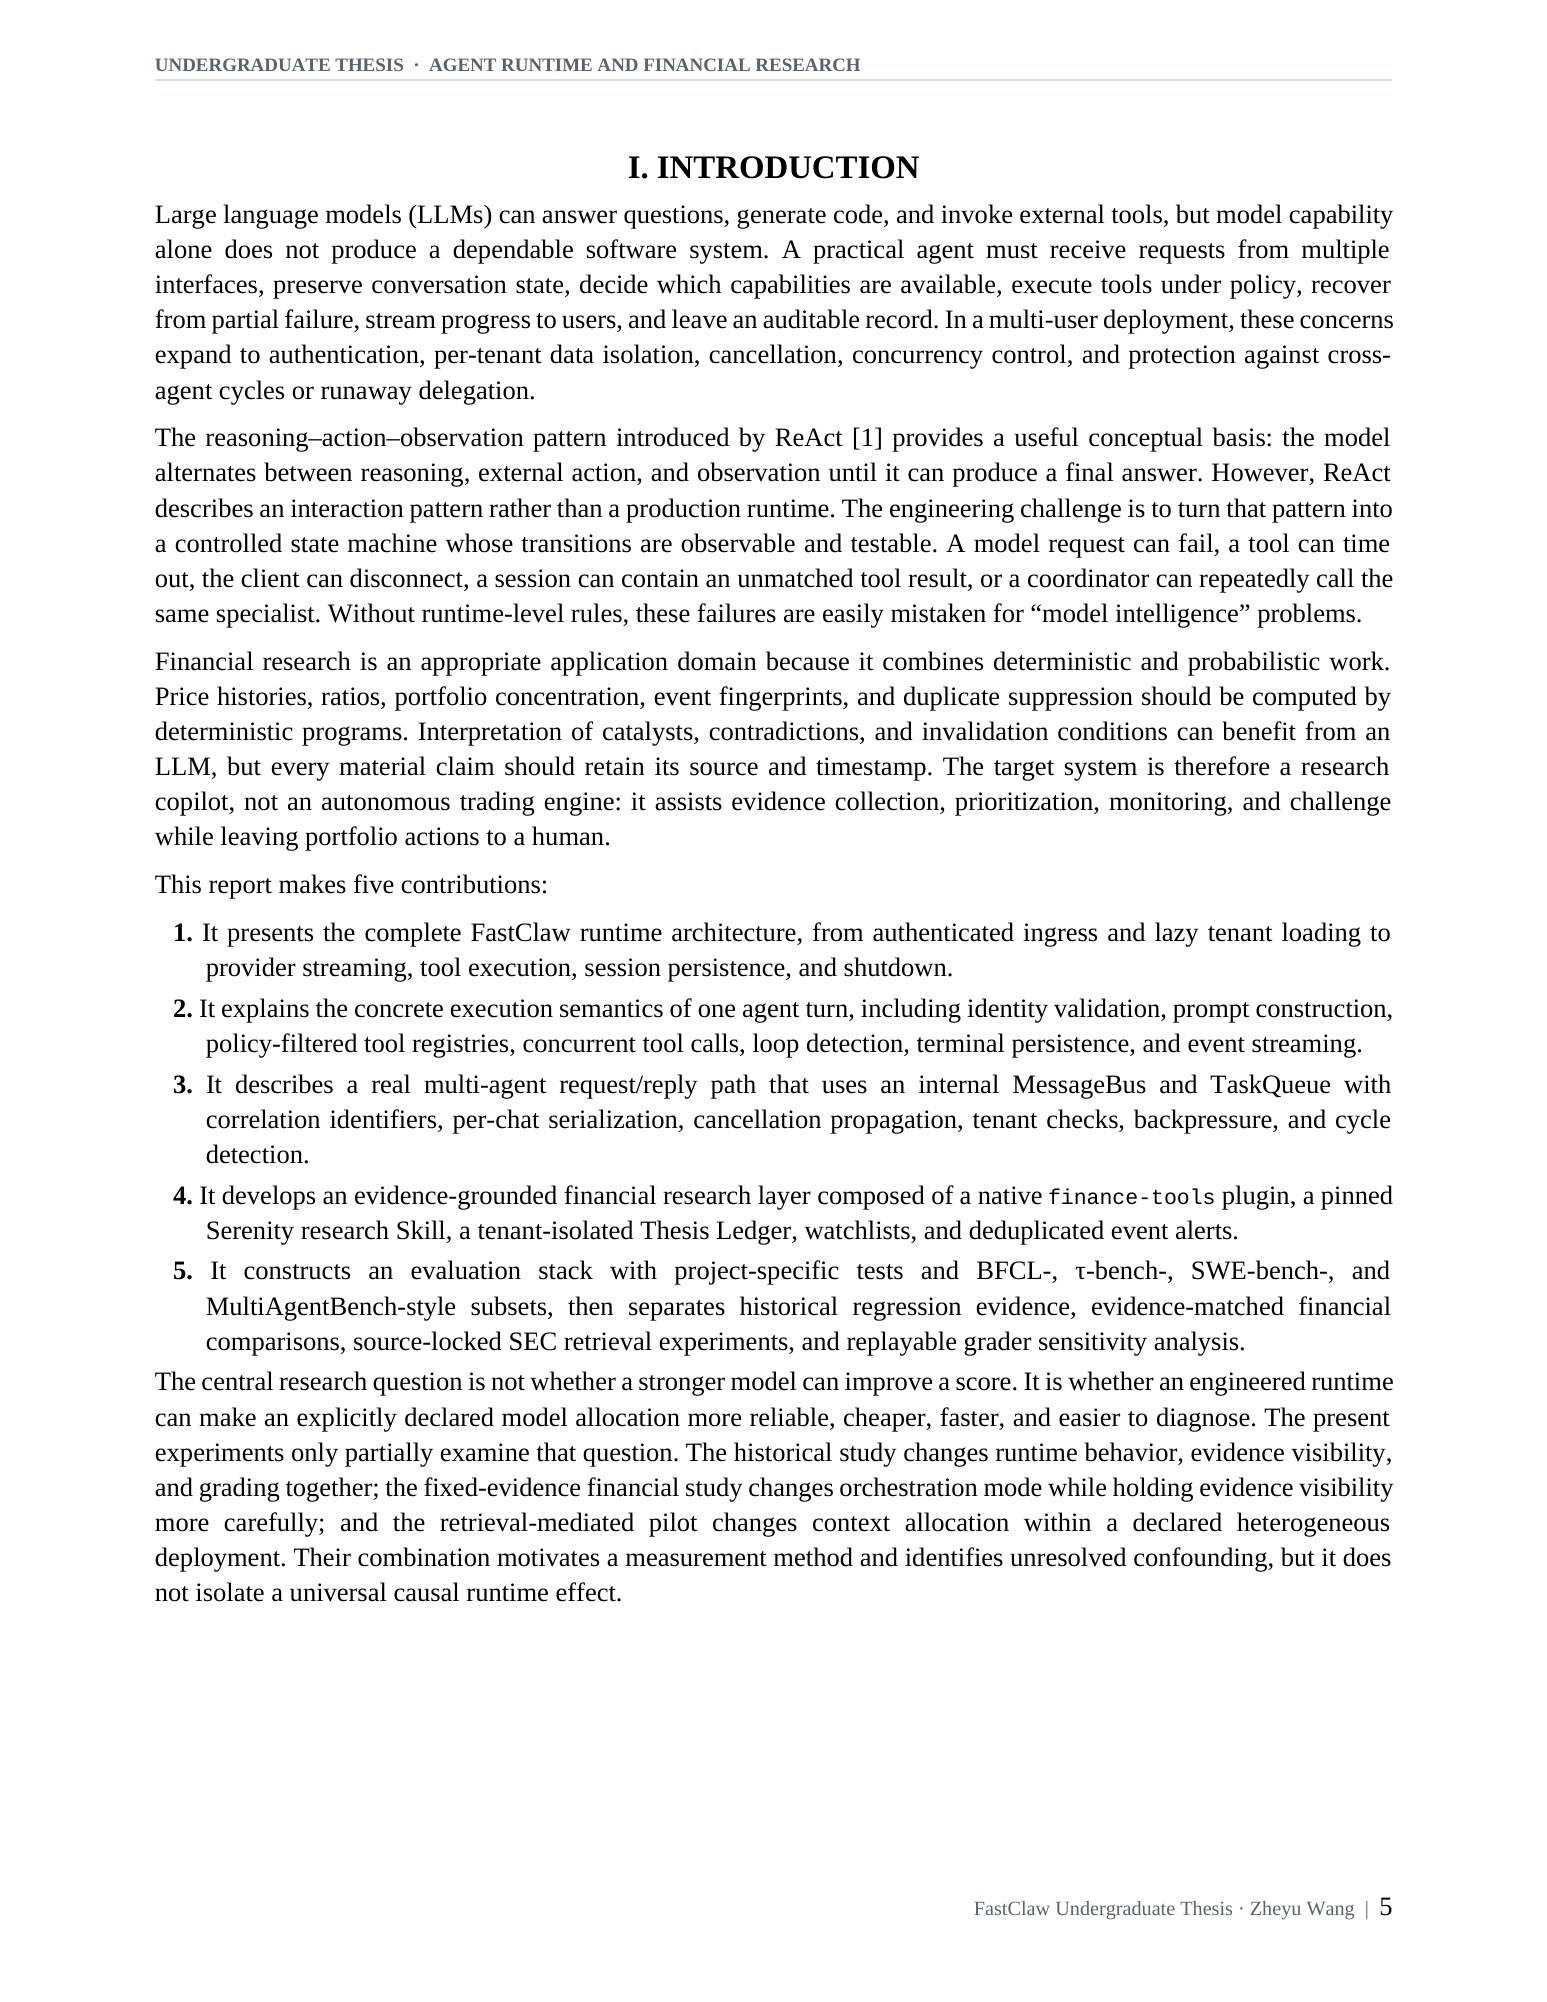 UNDERGRADUATE THESIS · AGENT RUNTIME AND FINANCIAL RESEARCH
I. INTRODUCTION
Large language models (LLMs) can answer questions, generate code, and invoke external tools, but model capability
alone does not produce a dependable software system. A practical agent must receive requests from multiple
interfaces, preserve conversation state, decide which capabilities are available, execute tools under policy, recover
from partial failure, stream progress to users, and leave an auditable record. In a multi-user deployment, these concerns
expand to authentication, per-tenant data isolation, cancellation, concurrency control, and protection against cross-
agent cycles or runaway delegation.
The reasoning–action–observation pattern introduced by ReAct [1] provides a useful conceptual basis: the model
alternates between reasoning, external action, and observation until it can produce a final answer. However, ReAct
describes an interaction pattern rather than a production runtime. The engineering challenge is to turn that pattern into
a controlled state machine whose transitions are observable and testable. A model request can fail, a tool can time
out, the client can disconnect, a session can contain an unmatched tool result, or a coordinator can repeatedly call the
same specialist. Without runtime-level rules, these failures are easily mistaken for “model intelligence” problems.
Financial research is an appropriate application domain because it combines deterministic and probabilistic work.
Price histories, ratios, portfolio concentration, event fingerprints, and duplicate suppression should be computed by
deterministic programs. Interpretation of catalysts, contradictions, and invalidation conditions can benefit from an
LLM, but every material claim should retain its source and timestamp. The target system is therefore a research
copilot, not an autonomous trading engine: it assists evidence collection, prioritization, monitoring, and challenge
while leaving portfolio actions to a human.
This report makes five contributions:
1. It presents the complete FastClaw runtime architecture, from authenticated ingress and lazy tenant loading to
provider streaming, tool execution, session persistence, and shutdown.
2. It explains the concrete execution semantics of one agent turn, including identity validation, prompt construction,
policy-filtered tool registries, concurrent tool calls, loop detection, terminal persistence, and event streaming.
3. It describes a real multi-agent request/reply path that uses an internal MessageBus and TaskQueue with
correlation identifiers, per-chat serialization, cancellation propagation, tenant checks, backpressure, and cycle
detection.
4. It develops an evidence-grounded financial research layer composed of a native finance-tools plugin, a pinned
Serenity research Skill, a tenant-isolated Thesis Ledger, watchlists, and deduplicated event alerts.
5. It constructs an evaluation stack with project-specific tests and BFCL-, τ-bench-, SWE-bench-, and
MultiAgentBench-style subsets, then separates historical regression evidence, evidence-matched financial
comparisons, source-locked SEC retrieval experiments, and replayable grader sensitivity analysis.
The central research question is not whether a stronger model can improve a score. It is whether an engineered runtime
can make an explicitly declared model allocation more reliable, cheaper, faster, and easier to diagnose. The present
experiments only partially examine that question. The historical study changes runtime behavior, evidence visibility,
and grading together; the fixed-evidence financial study changes orchestration mode while holding evidence visibility
more carefully; and the retrieval-mediated pilot changes context allocation within a declared heterogeneous
deployment. Their combination motivates a measurement method and identifies unresolved confounding, but it does
not isolate a universal causal runtime effect.
FastClaw Undergraduate Thesis · Zheyu Wang | 5